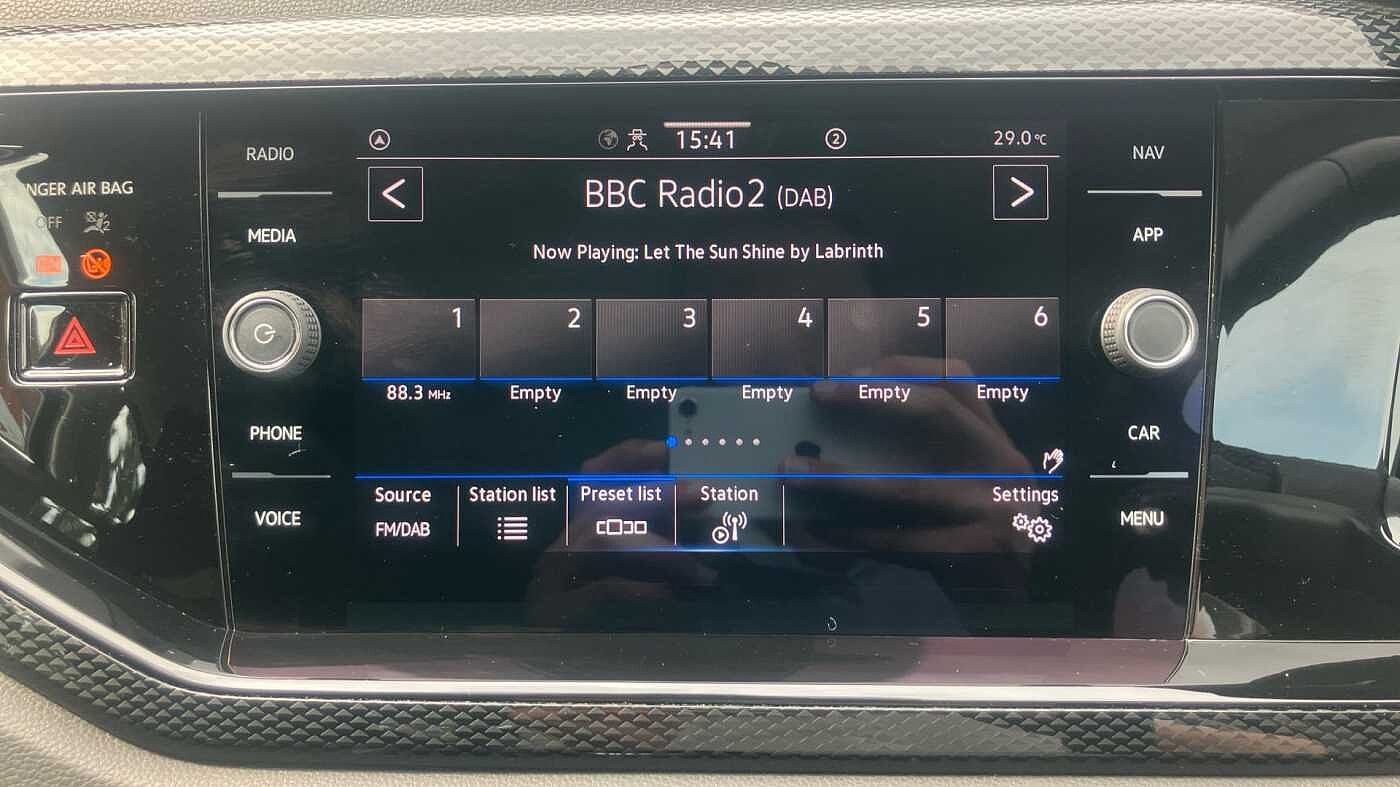 RADIO
MEDIA
PHONE
VOICE
NGER AIR BAG
OFF
15:41
2
29.0°C
BBC Radio2 (DAB)
Now Playing: Let The Sun Shine by Labrinth
1 2 3 4 5 6
88.3 MHz Empty Empty Empty Empty Empty
Source Station list Preset list Station Settings
FM/DAB
NAV
APP
CAR
MENU